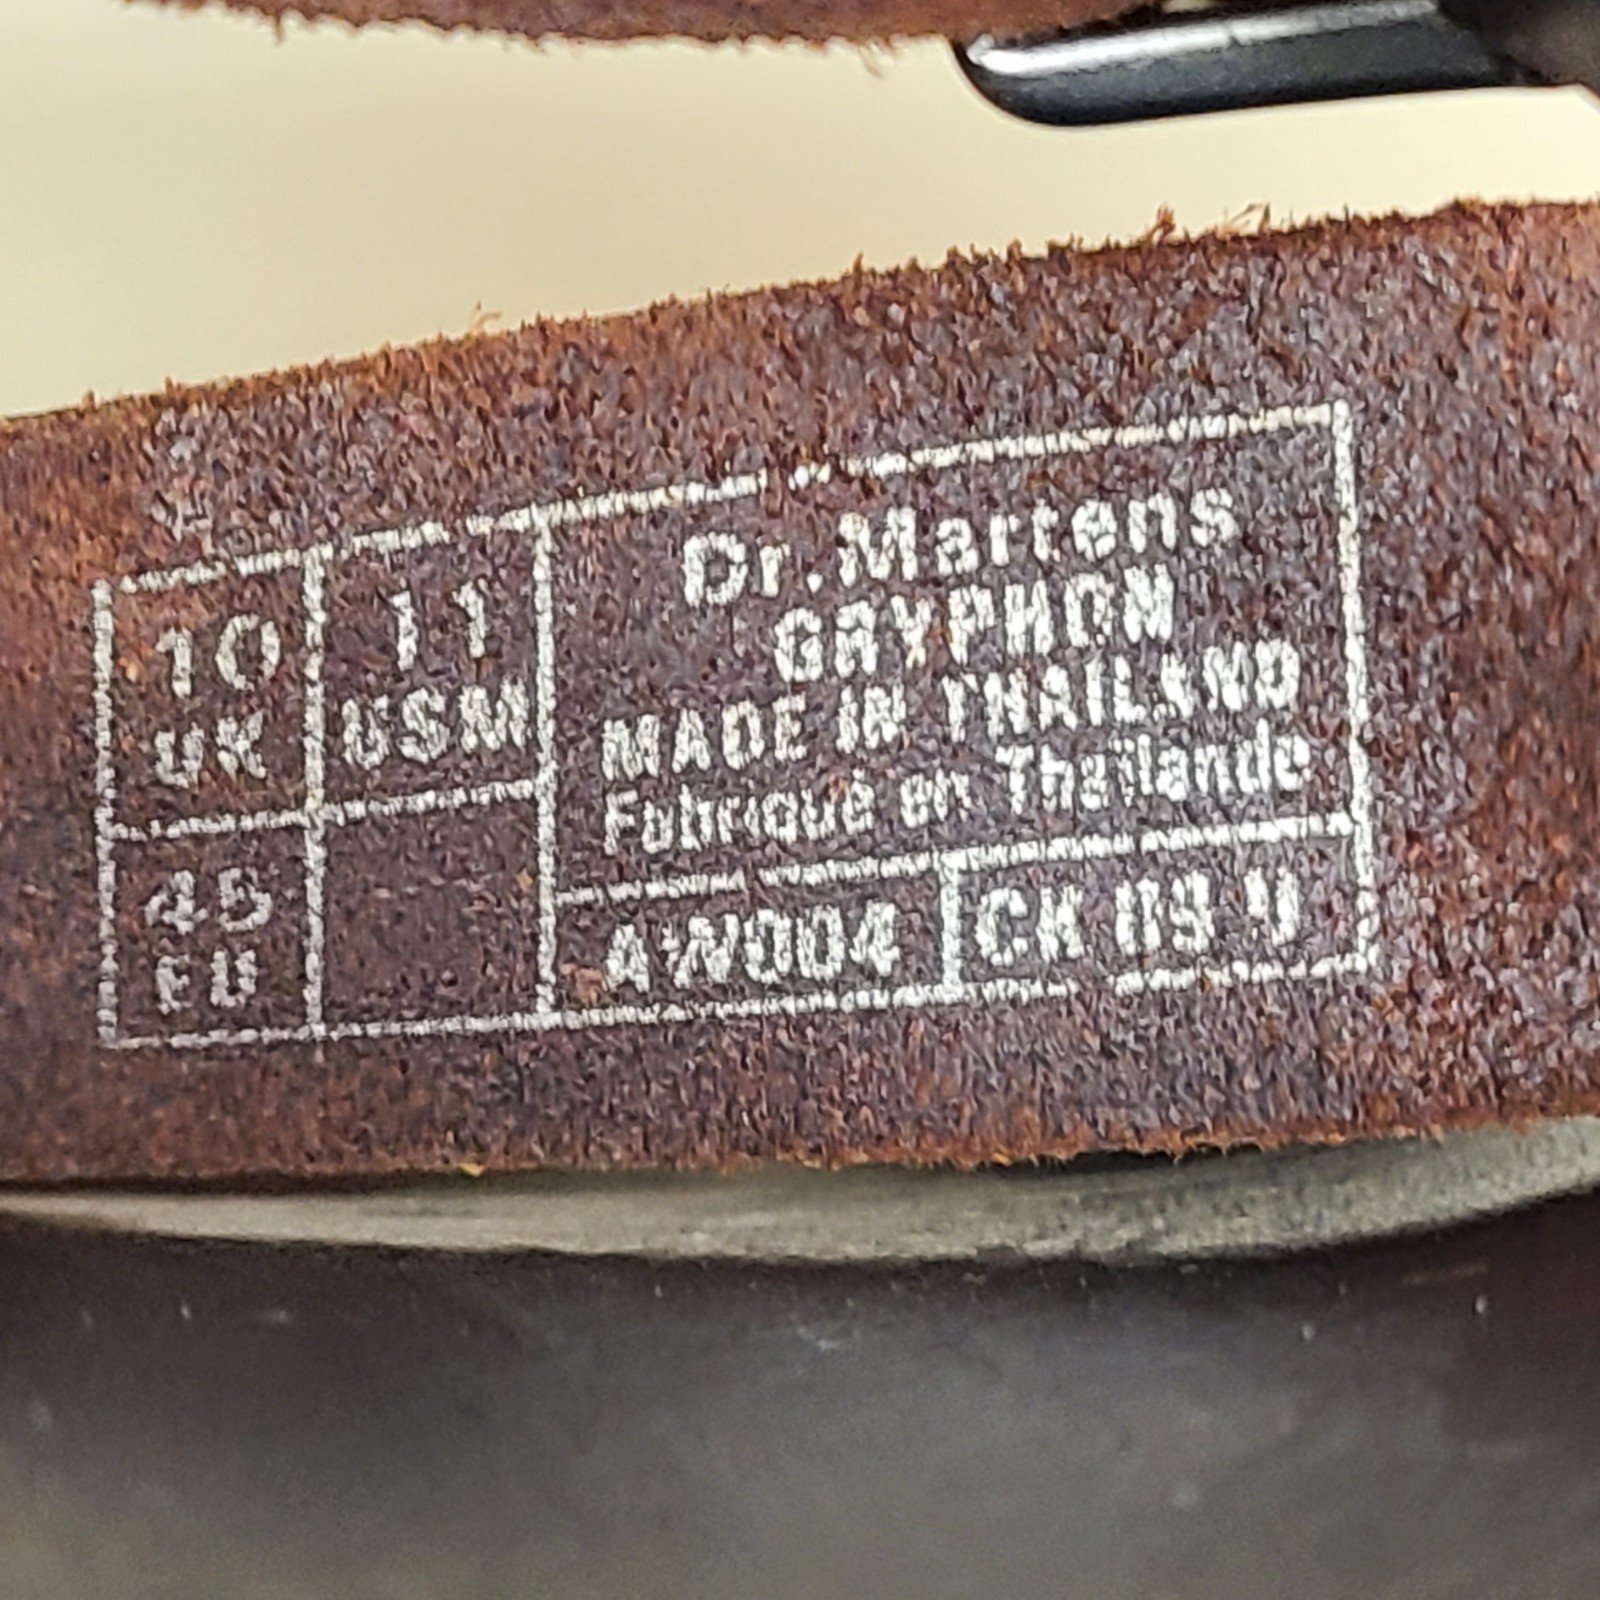 10
UK
11
USM
45
EU
Dr.Martens
GRYPHON
MADE IN THAILAND
Fabriqué en Thaïlande
AW004
CK 09 U